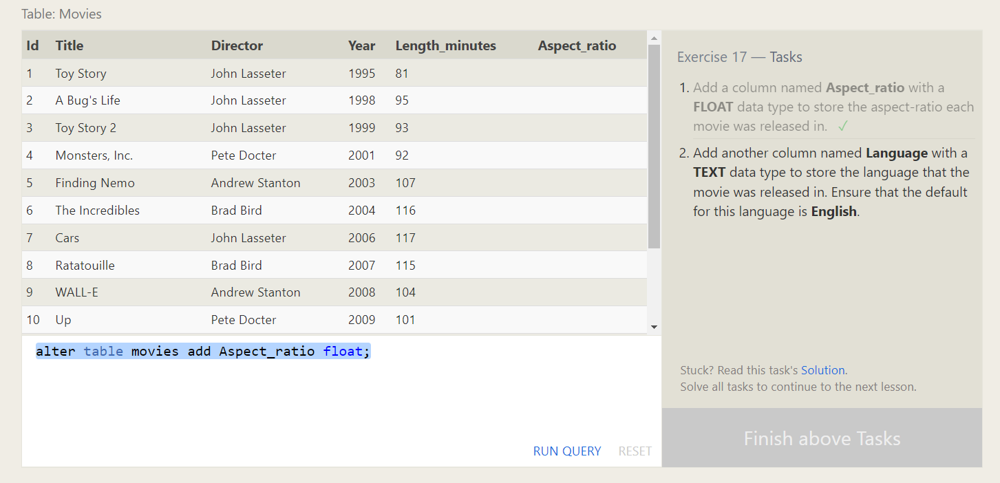 Table: Movies
Id Title Director Year Length_minutes Aspect_ratio
1 Toy Story John Lasseter 1995 81
2 A Bug's Life John Lasseter 1998 95
3 Toy Story 2 John Lasseter 1999 93
4 Monsters, Inc. Pete Docter 2001 92
5 Finding Nemo Andrew Stanton 2003 107
6 The Incredibles Brad Bird 2004 116
7 Cars John Lasseter 2006 117
8 Ratatouille Brad Bird 2007 115
9 WALL-E Andrew Stanton 2008 104
10 Up Pete Docter 2009 101
alter table movies add Aspect_ratio float;
RUN QUERY RESET
Exercise 17 — Tasks
1. Add a column named Aspect_ratio with a
FLOAT data type to store the aspect-ratio each
movie was released in. ✓
2. Add another column named Language with a
TEXT data type to store the language that the
movie was released in. Ensure that the default
for this language is English.
Stuck? Read this task's Solution.
Solve all tasks to continue to the next lesson.
Finish above Tasks